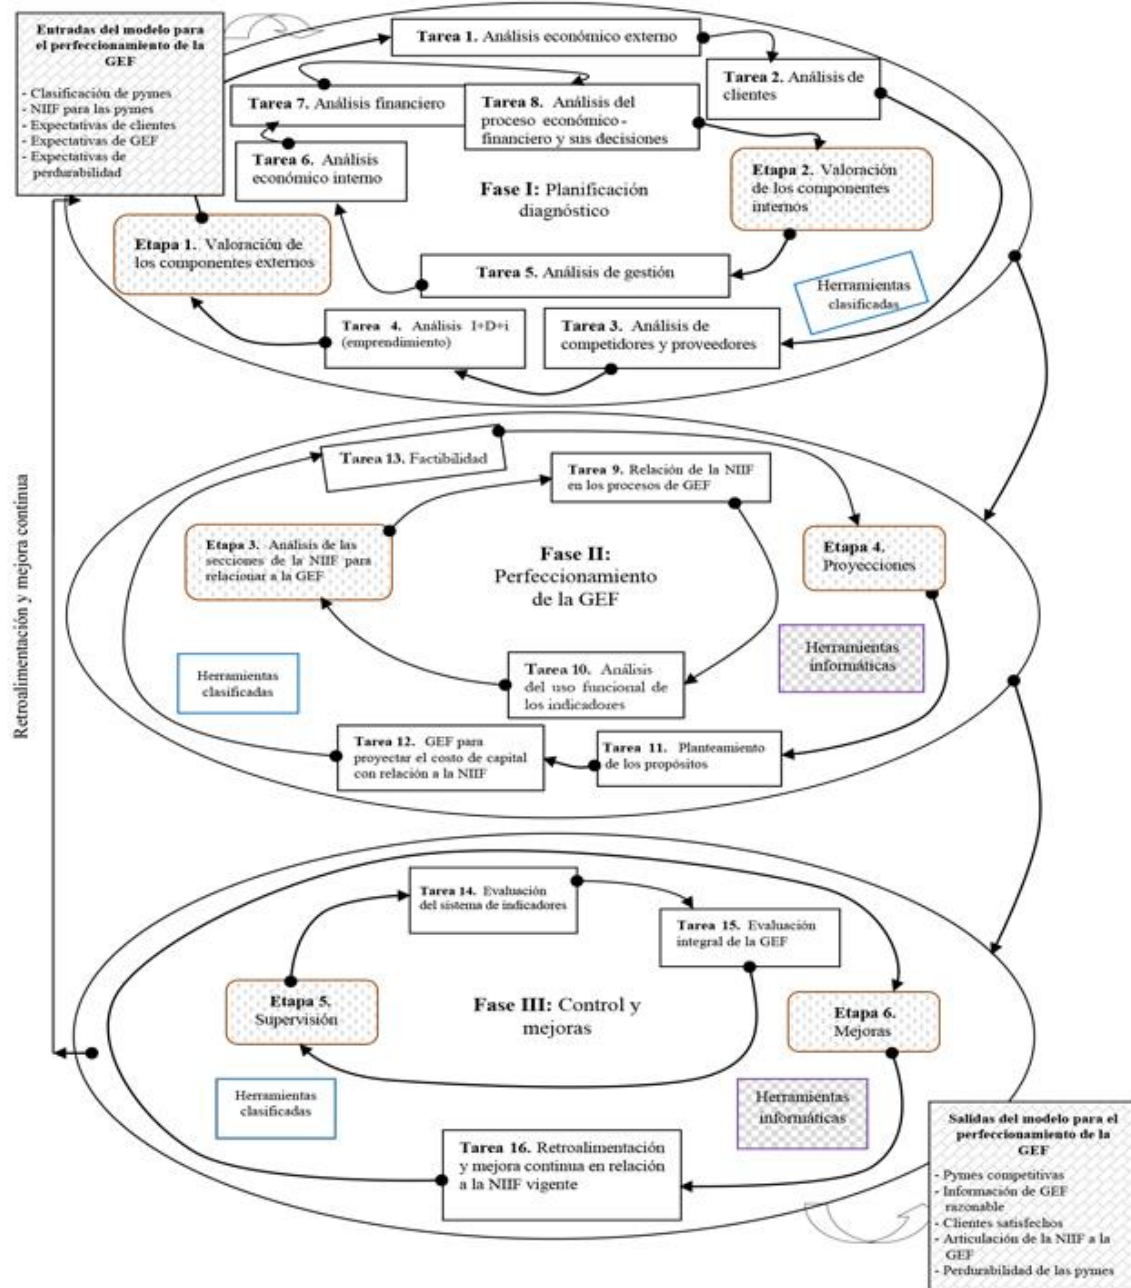 Entradas del modelo para
el perfeccionamiento de la
GEF
- Clasificación de pymes
- NIIF para las pymes
- Expectativas de clientes
- Expectativas de GEF
- Expectativas de
perdurabilidad
Tarea 1. Análisis económico externo
Tarea 2. Análisis de
clientes
Tarea 7. Análisis financiero
Tarea 8. Análisis del
proceso económico-
financiero y sus decisiones
Tarea 6. Análisis
económico interno
Fase I: Planificación
diagnóstico
Etapa 2. Valoración
de los componentes
internos
Etapa 1. Valoración de
los componentes externos
Tarea 5. Análisis de gestión
Herramientas
clasificadas
Tarea 4. Análisis I+D+i
(emprendimiento)
Tarea 3. Análisis de
competidores y proveedores
Retroalimentación y mejora continua
Tarea 13. Factibilidad
Tarea 9. Relación de la NIIF
en los procesos de GEF
Etapa 3. Análisis de las
secciones de la NIIF para
relacionar a la GEF
Fase II:
Perfeccionamiento
de la GEF
Etapa 4.
Proyecciones
Herramientas
clasificadas
Tarea 10. Análisis
del uso funcional de
los indicadores
Herramientas
informáticas
Tarea 12. GEF para
proyectar el costo de capital
con relación a la NIIF
Tarea 11. Planteamiento
de los propósitos
Tarea 14. Evaluación
del sistema de indicadores
Tarea 15. Evaluación
integral de la GEF
Etapa 5.
Supervisión
Fase III: Control y
mejoras
Etapa 6.
Mejoras
Herramientas
clasificadas
Herramientas
informáticas
Tarea 16. Retroalimentación
y mejora continua en relación
a la NIIF vigente
Salidas del modelo para el
perfeccionamiento de la
GEF
- Pymes competitivas
- Información de GEF
razonable
- Clientes satisfechos
- Articulación de la NIIF a la
GEF
- Perdurabilidad de las pymes